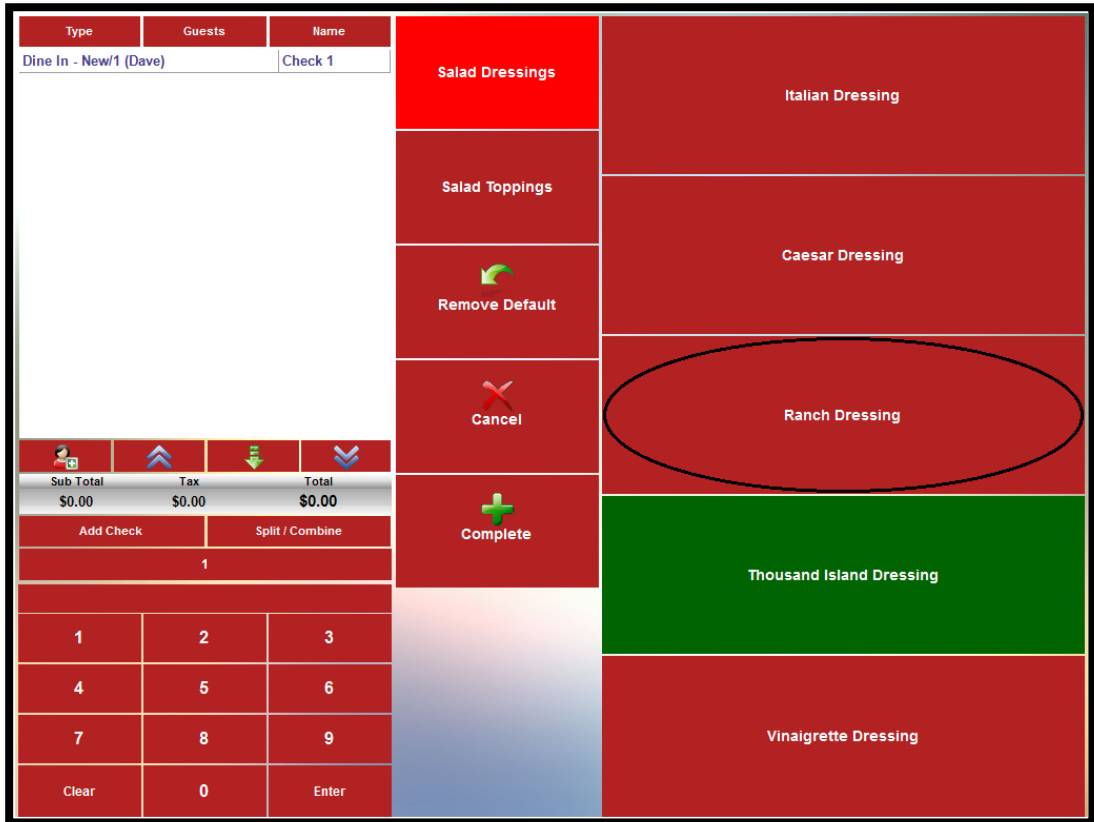 Type Guests Name
Dine In - New/1 (Dave) Check 1
Sub Total Tax Total
$0.00 $0.00 $0.00
Add Check Split / Combine
1
1 2 3
4 5 6
7 8 9
Clear 0 Enter
Salad Dressings
Salad Toppings
Remove Default
Cancel
Complete
Italian Dressing
Caesar Dressing
Ranch Dressing
Thousand Island Dressing
Vinaigrette Dressing